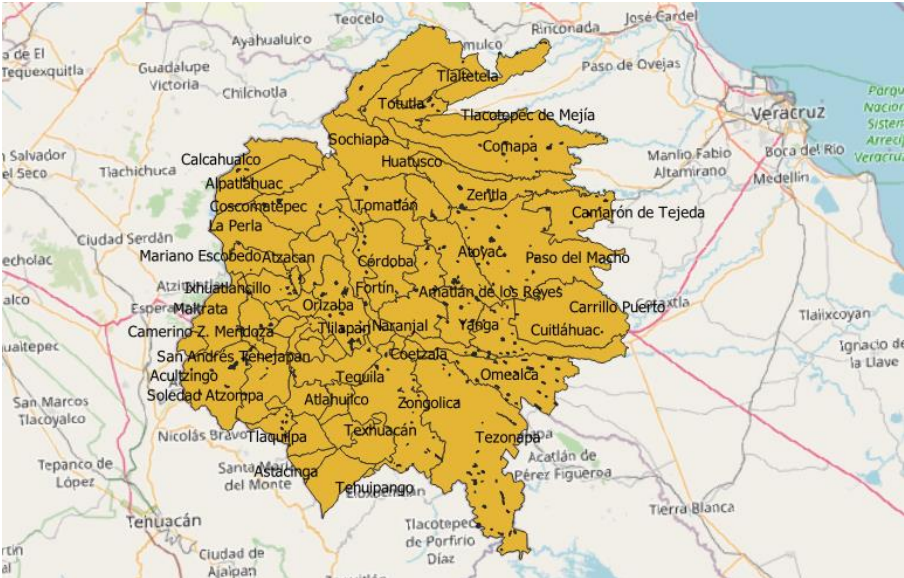 Teocelo
José Cardel
Rinconada
Ayahualulco
mulco
Tequexquitla
Guadalupe
Victoria
Paso de Ovejas
Tlaltetela
Chilchotla
Totutla
Tlacotepec de Mejía
Veracruz
Sochiapa
Comapa
Calcahualco
Huatusco
Manlio Fabio
Altamirano
Boca del Río
Salvador
el Seco
Tlachichuca
Alpatláhuac
Medellín
Coscomatepec
Tomatlán
Zentla
Camarón de Tejeda
La Perla
Ciudad Serdán
Mariano Escobedo
Atzacan
Córdoba
Atoyac
Paso del Macho
Ixhuatlancillo
Fortín
Amatlán de los Reyes
Maltrata
Orizaba
Carrillo Puerto
Cotaxtla
Tlalixcoyan
Camerino Z. Mendoza
Tlilapan
Naranjal
Yanga
Cuitláhuac
San Andrés Tenejapan
Coetzala
Ignacio de
la Llave
Acultzingo
Tequila
Omealca
Soledad Atzompa
Atlahuilco
Zongolica
San Marcos
Tlacoyalco
Nicolás Bravo
Tlaquilpa
Texhuacán
Tezonapa
Acatlán de
Pérez Figueroa
Tepanco de
López
Astacinga
del Monte
Tehuipango
Tierra Blanca
Tehuacán
Tlacotepec
de Porfirio
Díaz
Ciudad de
Ajalpan